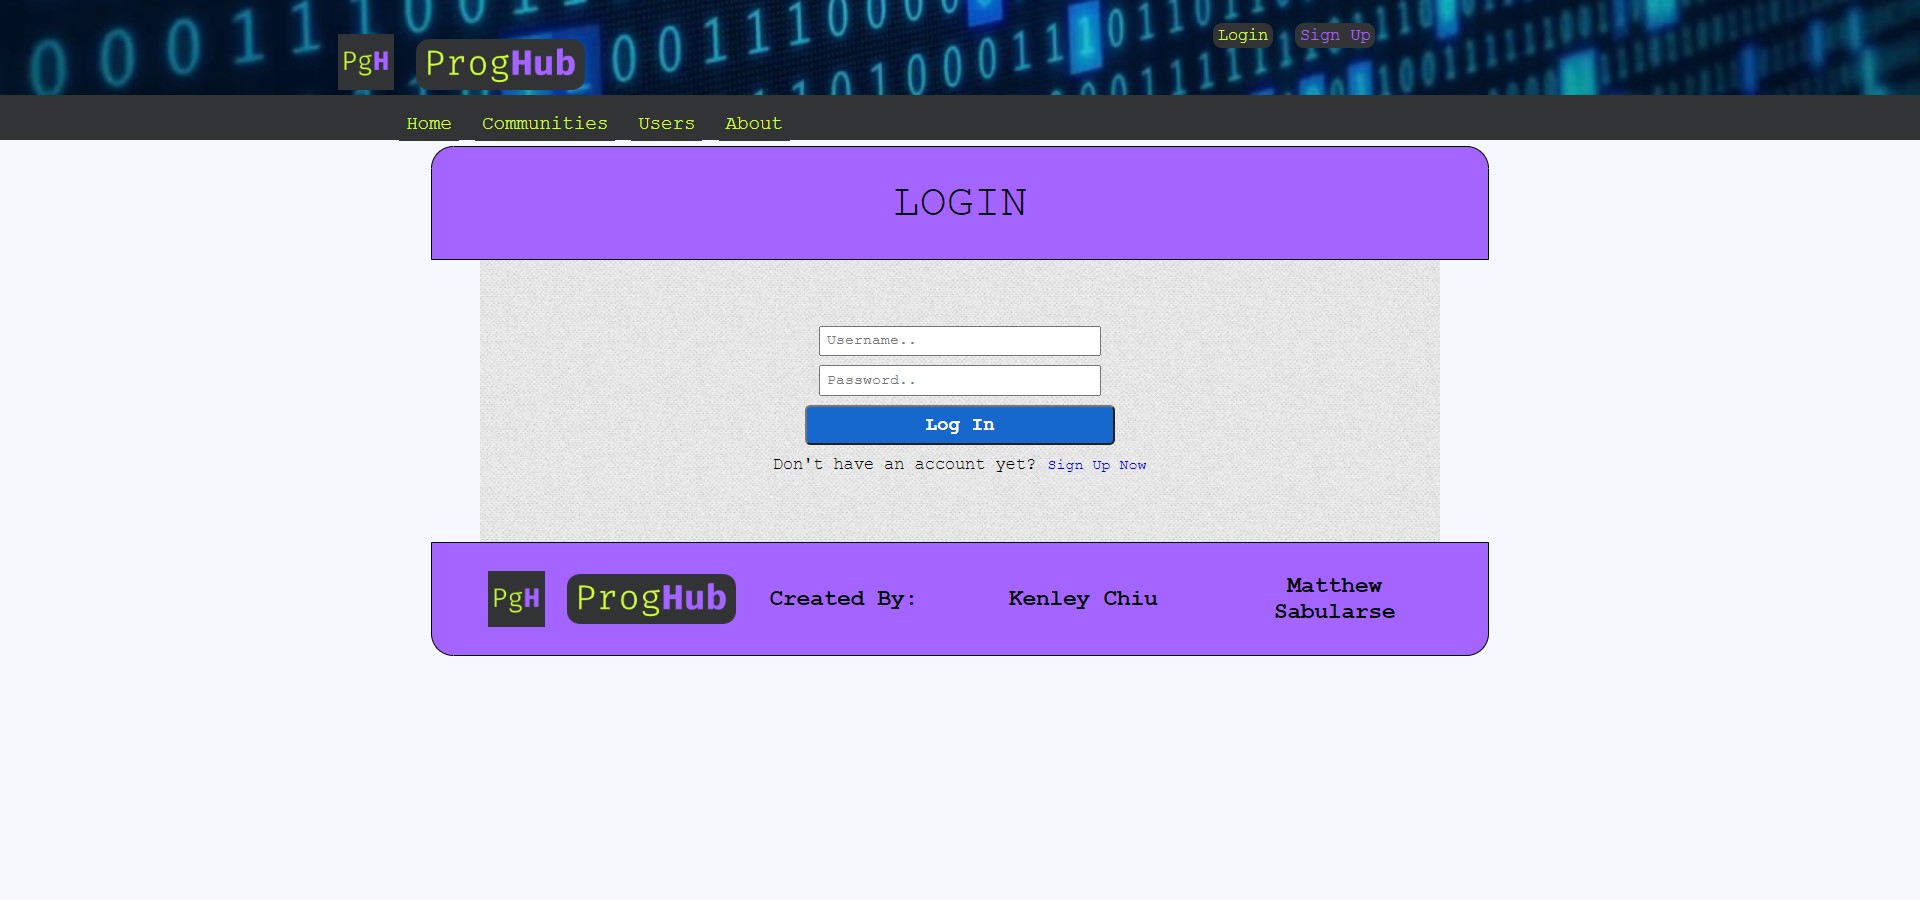 PgH ProgHub
Login Sign Up
Home Communities Users About
LOGIN
Username..
Password..
Log In
Don't have an account yet? Sign Up Now
PgH ProgHub Created By: Kenley Chiu Matthew
Sabularse